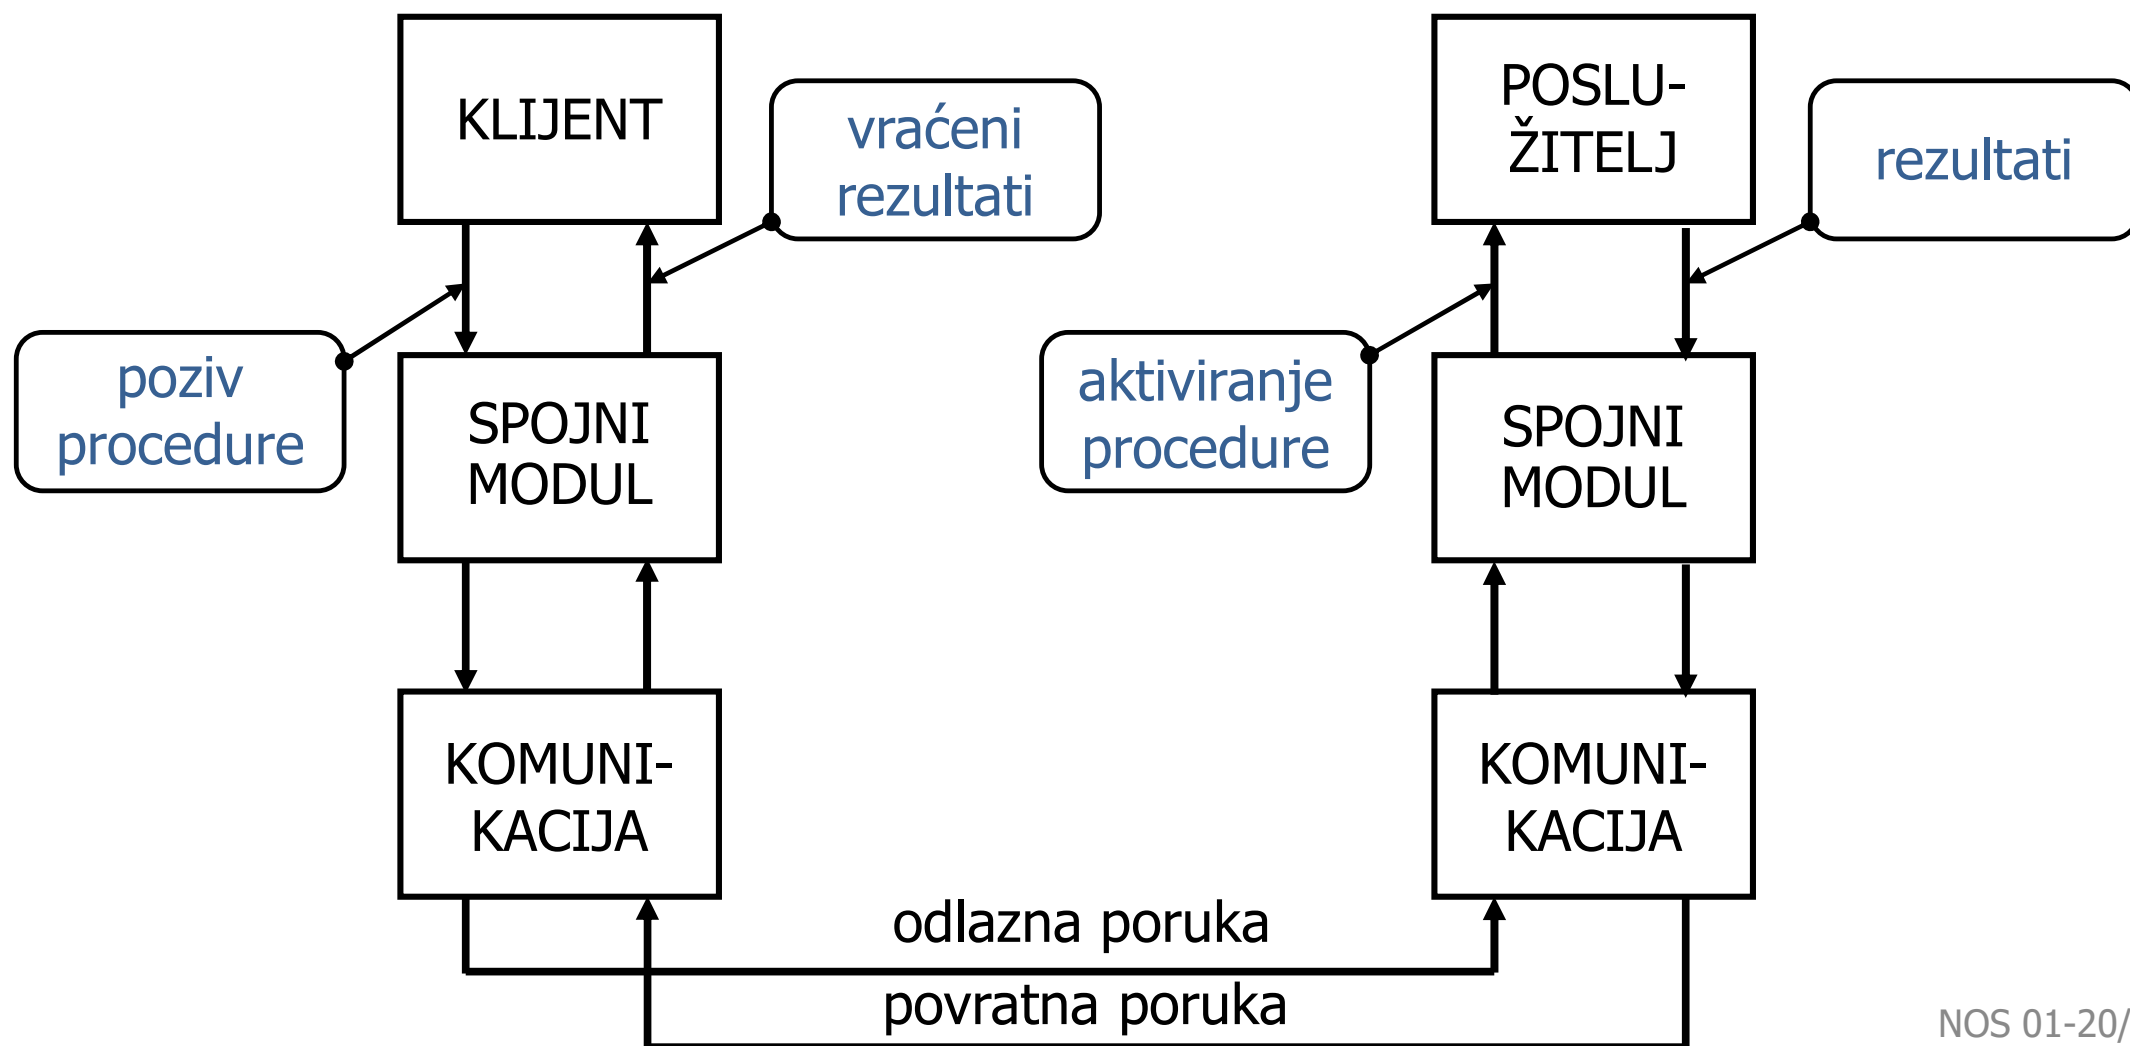 KLIJENT
vraćeni
rezultati
POSLU-
ŽITELJ
rezultati
poziv
procedure
SPOJNI
MODUL
aktiviranje
procedure
SPOJNI
MODUL
KOMUNI-
KACIJA
KOMUNI-
KACIJA
odlazna poruka
povratna poruka
NOS 01-20/